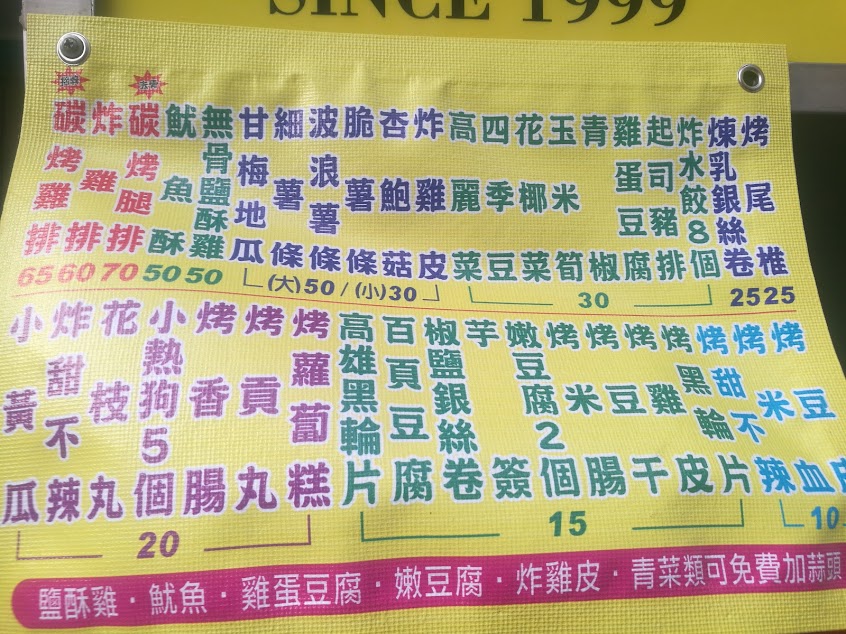 SINCE 1999
碳烤雞排
65
炸雞排
60
碳烤腿排
70
魷魚酥
50
無骨鹽酥雞
50
甘梅地瓜
細薯條
波浪薯條
脆薯條
杏鮑菇
炸雞皮
(大)50/(小)30
高麗菜
四季豆
花椰菜
玉米筍
青椒
雞蛋豆腐
起司豬排
炸水餃8個
30
煉乳銀絲卷
25
烤尾椎
25
小黃瓜
炸甜不辣
花枝丸
小熱狗5個
烤香腸
烤貢丸
烤蘿蔔糕
20
高雄黑輪片
百頁豆腐
椒鹽銀絲卷
芋簽
嫩豆腐2個
烤米腸
烤豆干
烤雞皮
烤黑輪片
15
烤甜不辣
烤米血
烤豆皮
10
鹽酥雞·魷魚·雞蛋豆腐·嫩豆腐·炸雞皮·青菜類可免費加蒜頭